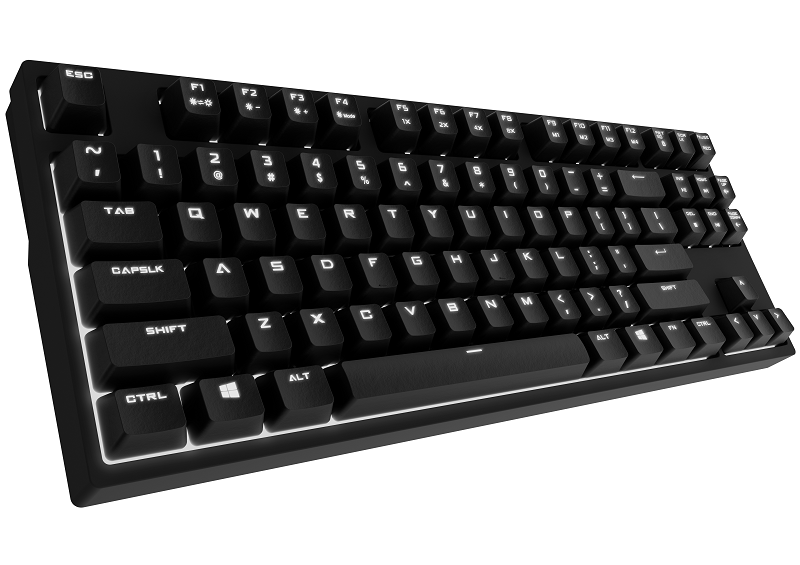 ESC F1 F2 F3 F4 F5 F6 F7 F8 F9 F10 F11 F12
Mode 1X 2X 4X 8X M1 M2 M3 M4
~ 1 2 3 4 5 6 7 8 9 0 - +
! @ # $ % ^ & * ( ) =
TAB Q W E R T Y U I O P { } \
CAPSLK A S D F G H J K L : ;
SHIFT Z X C V B N M < , > . ? / SHIFT
CTRL ALT ALT FN CTRL